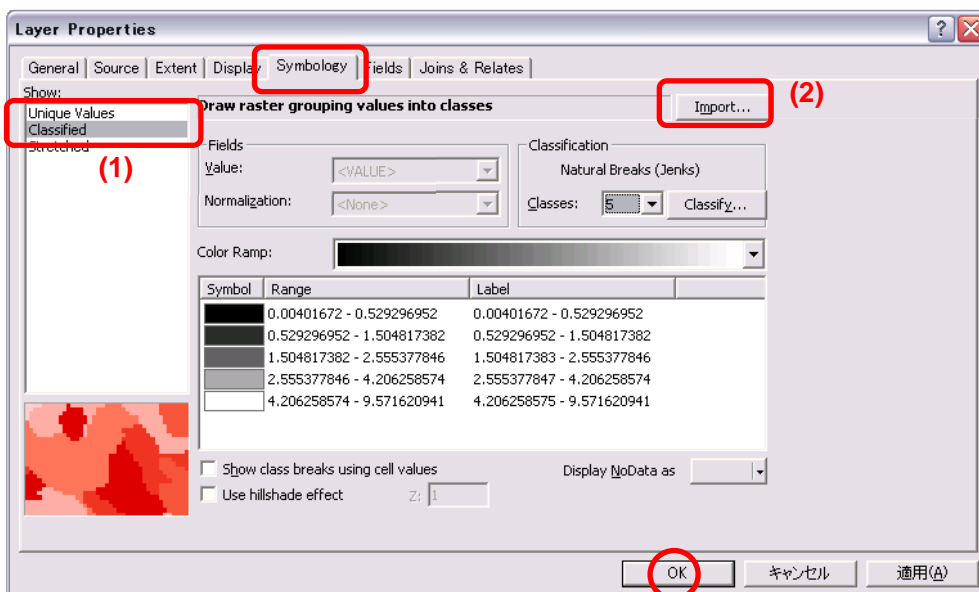 Layer Properties
General Source Extent Display Symbology Fields Joins & Relates
Show:
Unique Values
Classified
Stretched
(1)
Draw raster grouping values into classes
Import...
(2)
Fields
Value: <VALUE>
Normalization: <None>
Classification
Natural Breaks (Jenks)
Classes: 5 Classify...
Color Ramp:
Symbol Range Label
0.00401672 - 0.529296952 0.00401672 - 0.529296952
0.529296952 - 1.504817382 0.529296952 - 1.504817382
1.504817382 - 2.555377846 1.504817383 - 2.555377846
2.555377846 - 4.206258574 2.555377847 - 4.206258574
4.206258574 - 9.571620941 4.206258575 - 9.571620941
Show class breaks using cell values
Display NoData as
Use hillshade effect Z: 1
OK キャンセル 適用(A)